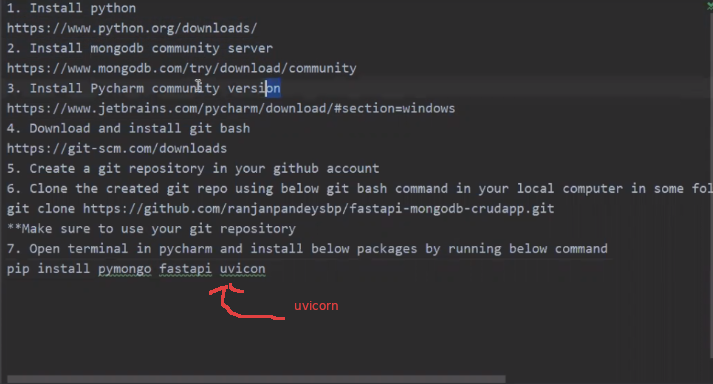 1. Install python
https://www.python.org/downloads/
2. Install mongodb community server
https://www.mongodb.com/try/download/community
3. Install Pycharm community version
https://www.jetbrains.com/pycharm/download/#section=windows
4. Download and install git bash
https://git-scm.com/downloads
5. Create a git repository in your github account
6. Clone the created git repo using below git bash command in your local computer in some fol
git clone https://github.com/ranjanpandeysbp/fastapi-mongodb-crudapp.git
**Make sure to use your git repository
7. Open terminal in pycharm and install below packages by running below command
pip install pymongo fastapi uvicon
uvicorn